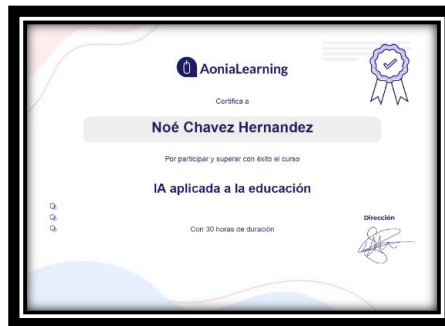 AoniaLearning
Certifica a
Noé Chavez Hernandez
Por participar y superar con éxito el curso
IA aplicada a la educación
Con 30 horas de duración
Dirección